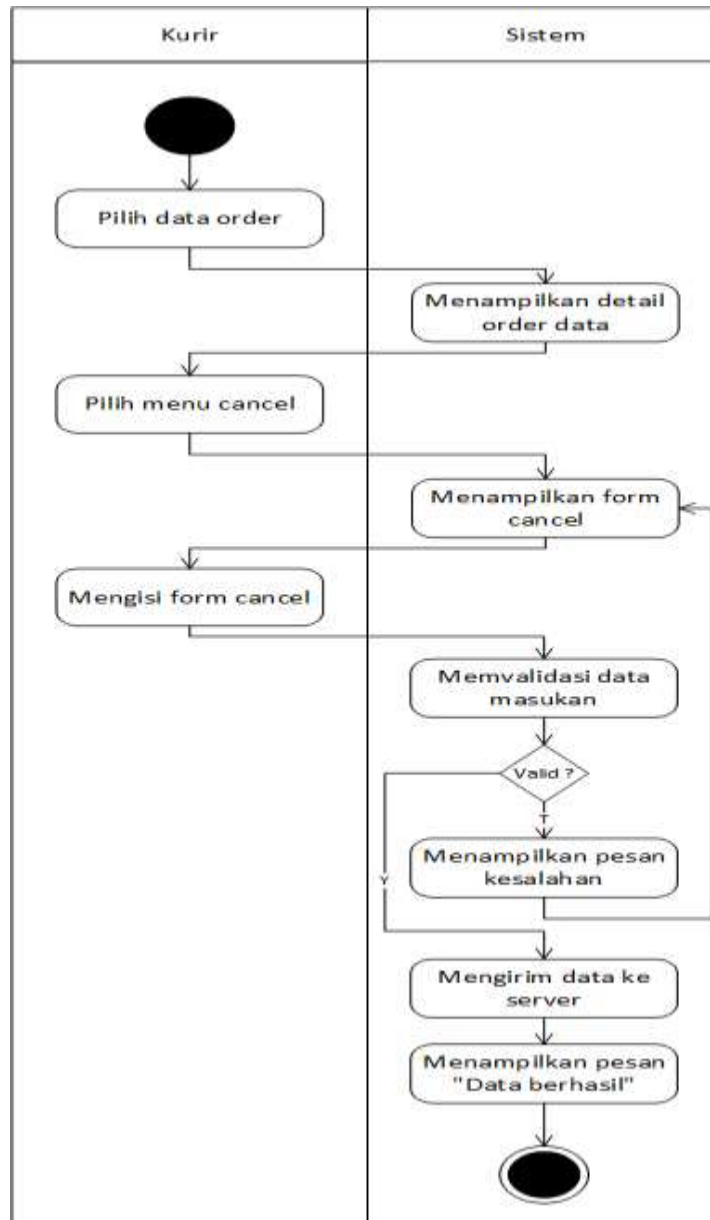 Kurir
Sistem
Pilih data order
Menampilkan detail
order data
Pilih menu cancel
Menampilkan form
cancel
Mengisi form cancel
Memvalidasi data
masukan
Valid ?
T
Menampilkan pesan
kesalahan
Y
Mengirim data ke
server
Menampilkan pesan
"Data berhasil"